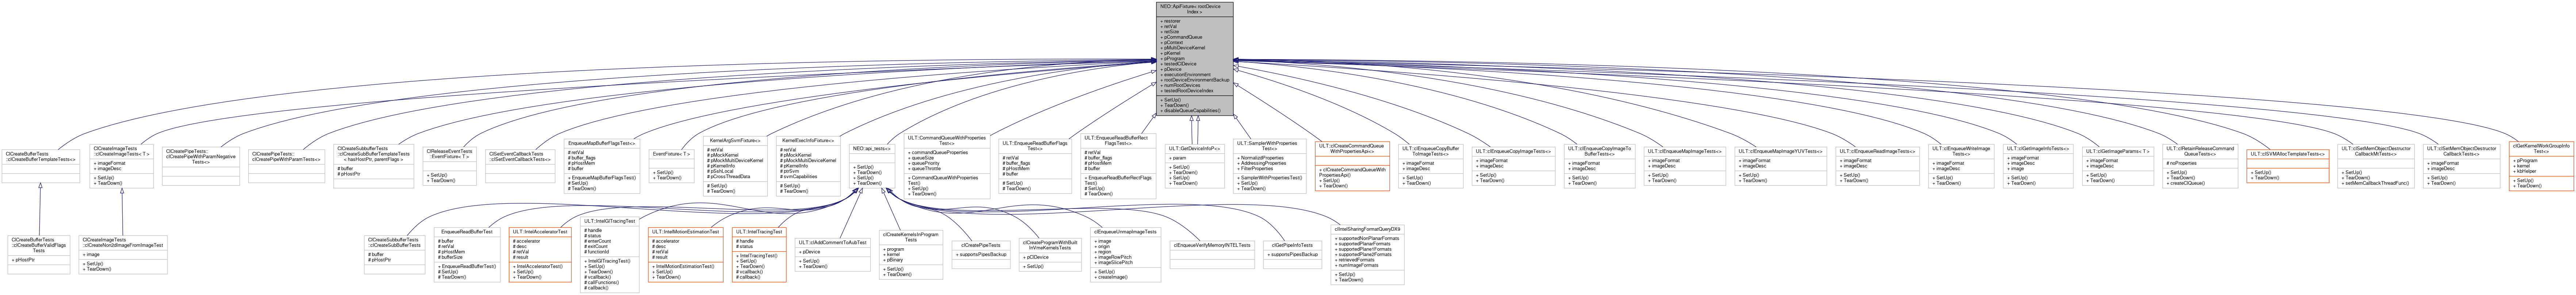 NEO::ApiFixture< rootDevice
Index >
+ restorer
+ retVal
+ retSize
+ pCommandQueue
+ pContext
+ pMultiDeviceKernel
+ pKernel
+ pProgram
+ testedClDevice
+ pDevice
+ executionEnvironment
+ rootDeviceEnvironmentBackup
+ numRootDevices
+ testedRootDeviceIndex
+ SetUp()
+ TearDown()
+ disableQueueCapabilities()
ClCreateBufferTests
::clCreateBufferTemplateTests<>
ClCreateImageTests
::clCreateImageTests< T >
+ imageFormat
+ imageDesc
+ SetUp()
+ TearDown()
ClCreatePipeTests::
clCreatePipeWithParamNegative
Tests<>
ClCreatePipeTests::
clCreatePipeWithParamTests<>
ClCreateSubbufferTests
::clCreateSubBufferTemplateTests
< hasHostPtr, parentFlags >
# buffer
# pHostPtr
ClReleaseEventTests
::EventFixture< T >
+ SetUp()
+ TearDown()
ClSetEventCallbackTests
::clSetEventCallbackTests<>
EnqueueMapBufferFlagsTest<>
# retVal
# buffer_flags
# pHostMem
# buffer
+ EnqueueMapBufferFlagsTest()
# SetUp()
# TearDown()
EventFixture< T >
+ SetUp()
+ TearDown()
KernelArgSvmFixture<>
# retVal
# pMockKernel
# pMockMultiDeviceKernel
# pKernelInfo
# pSshLocal
# pCrossThreadData
# SetUp()
# TearDown()
KernelExecInfoFixture<>
# retVal
# pMockKernel
# pMockMultiDeviceKernel
# pKernelInfo
# ptrSvm
# svmCapabilities
# SetUp()
# TearDown()
NEO::api_tests<>
+ SetUp()
+ TearDown()
+ SetUp()
+ TearDown()
ULT::CommandQueueWithProperties
Test<>
+ commandQueueProperties
+ queueSize
+ queuePriority
+ queueThrottle
+ CommandQueueWithProperties
Test()
+ SetUp()
+ TearDown()
ULT::EnqueueReadBufferFlags
Test<>
# retVal
# buffer_flags
# pHostMem
# buffer
# SetUp()
# TearDown()
ULT::EnqueueReadBufferRect
FlagsTest<>
# retVal
# buffer_flags
# pHostMem
# buffer
+ EnqueueReadBufferRectFlags
Test()
# SetUp()
# TearDown()
ULT::GetDeviceInfoP<>
+ param
+ SetUp()
+ TearDown()
+ SetUp()
+ TearDown()
ULT::SamplerWithProperties
Test<>
+ NormalizdProperties
+ AddressingProperties
+ FilterProperties
+ SamplerWithPropertiesTest()
+ SetUp()
+ TearDown()
ULT::clCreateCommandQueue
WithPropertiesApi<>
+ clCreateCommandQueueWith
PropertiesApi()
+ SetUp()
+ TearDown()
ULT::clEnqueueCopyBuffer
ToImageTests<>
+ imageFormat
+ imageDesc
+ SetUp()
+ TearDown()
ULT::clEnqueueCopyImageTests<>
+ imageFormat
+ imageDesc
+ SetUp()
+ TearDown()
ULT::clEnqueueCopyImageTo
BufferTests<>
+ imageFormat
+ imageDesc
+ SetUp()
+ TearDown()
ULT::clEnqueueMapImageTests<>
+ imageFormat
+ imageDesc
+ SetUp()
+ TearDown()
ULT::clEnqueueMapImageYUVTests<>
+ imageFormat
+ imageDesc
+ SetUp()
+ TearDown()
ULT::clEnqueueReadImageTests<>
+ imageFormat
+ imageDesc
+ SetUp()
+ TearDown()
ULT::clEnqueueWriteImage
Tests<>
+ imageFormat
+ imageDesc
+ SetUp()
+ TearDown()
ULT::clGetImageInfoTests<>
+ imageFormat
+ imageDesc
+ image
+ SetUp()
+ TearDown()
ULT::clGetImageParams< T >
+ imageFormat
+ imageDesc
+ SetUp()
+ TearDown()
ULT::clRetainReleaseCommand
QueueTests<>
# noProperties
+ SetUp()
+ TearDown()
+ createClQueue()
ULT::clSVMAllocTemplateTests<>
+ SetUp()
+ TearDown()
ULT::clSetMemObjectDestructor
CallbackMtTests<>
+ SetUp()
+ TearDown()
+ setMemCallbackThreadFunc()
ULT::clSetMemObjectDestructor
CallbackTests<>
+ imageFormat
+ imageDesc
+ image
+ SetUp()
+ TearDown()
clGetKernelWorkGroupInfo
Test<>
+ pProgram
+ kernel
+ kbHelper
+ SetUp()
+ TearDown()
ClCreateBufferTests
::clCreateBufferValidFlags
Tests
+ pHostPtr
ClCreateImageTests
::clCreateNon2dImageFromImageTest
+ image
+ SetUp()
+ TearDown()
ClCreateSubbufferTests
::clCreateSubBufferTests
# buffer
# pHostPtr
EnqueueReadBufferTest
# buffer
# retVal
# pHostMem
# bufferSize
+ EnqueueReadBufferTest()
# SetUp()
# TearDown()
ULT::IntelAcceleratorTest
# accelerator
# desc
# retVal
# result
+ IntelAcceleratorTest()
+ SetUp()
+ TearDown()
ULT::IntelGlTracingTest
# handle
# status
# enterCount
# exitCount
# functionId
+ IntelGlTracingTest()
+ SetUp()
+ TearDown()
# vcallback()
# callFunctions()
# callback()
ULT::IntelMotionEstimationTest
# accelerator
# desc
# retVal
# result
+ IntelMotionEstimationTest()
+ SetUp()
+ TearDown()
ULT::IntelTracingTest
# handle
# status
+ IntelTracingTest()
+ SetUp()
+ TearDown()
# vcallback()
# callback()
ULT::clAddCommentToAubTest
+ pDevice
+ SetUp()
+ TearDown()
clCreateKernelsInProgram
Tests
+ program
+ kernel
+ pBinary
+ SetUp()
+ TearDown()
clCreatePipeTests
+ supportsPipesBackup
clCreateProgramWithBuilt
InVmeKernelsTests
+ pClDevice
+ SetUp()
clEnqueueUnmapImageTests
+ image
+ origin
+ region
+ imageRowPitch
+ imageSlicePitch
+ SetUp()
+ createImage()
clEnqueueVerifyMemoryINTELTests
clGetPipeInfoTests
+ supportsPipesBackup
clIntelSharingFormatQueryDX9
+ supportedNonPlanarFormats
+ supportedPlanarFormats
+ supportedPlane1Formats
+ supportedPlane2Formats
+ retrievedFormats
+ numImageFormats
+ SetUp()
+ TearDown()